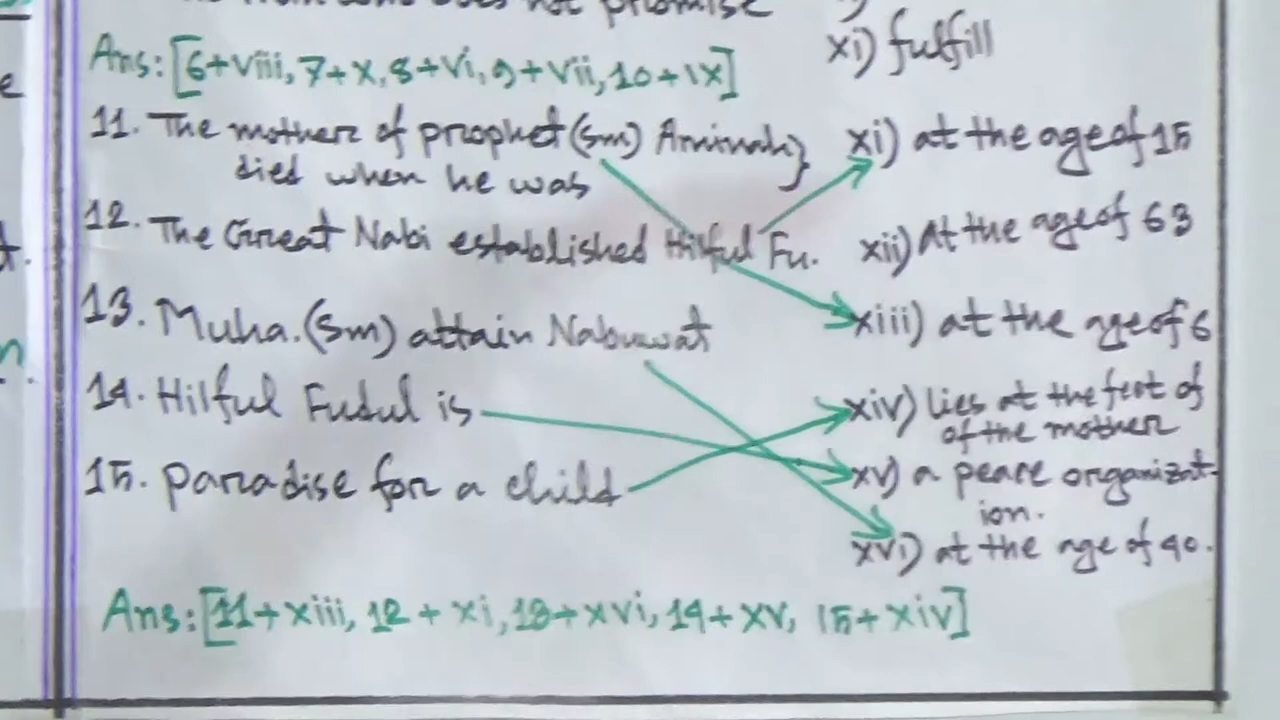 promise
xi) fulfill
Ans: [6+viii, 7+x, 8+vi, 9+vii, 10+ix]
11. The mother of prophet (sm) Aminah}
died when he was
xi) at the age of 15
12. The Great Nabi established Hilful Fu.
xii) At the age of 63
13. Muha. (sm) attain Nabuwat
xiii) at the age of 6
14. Hilful Fudul is
xiv) lies at the feet of
of the mother
15. paradise for a child
xv) a peace organizat-
ion.
xvi) at the age of 40.
Ans: [11+xiii, 12 + xi, 13+xvi, 14+xv, 15+xiv]